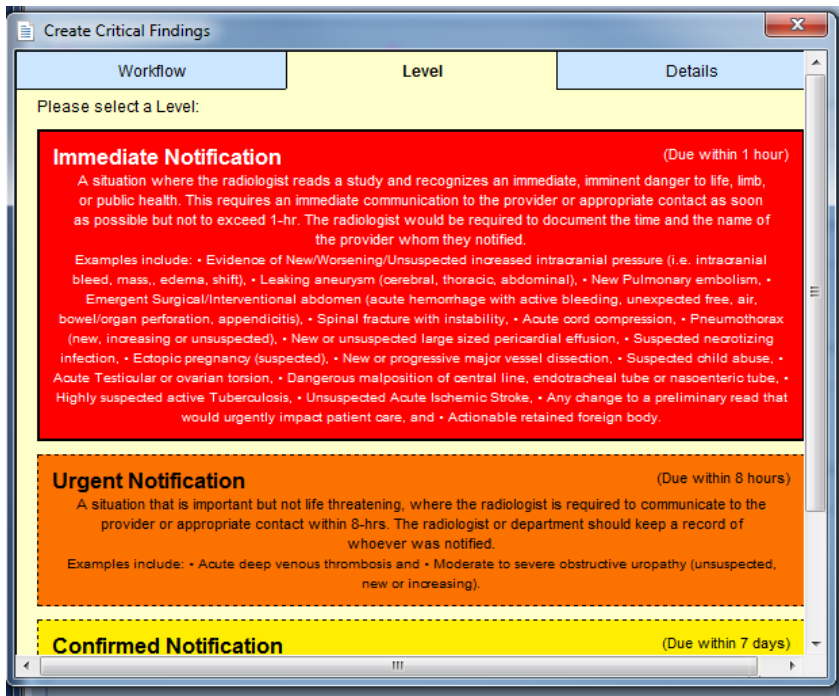 Create Critical Findings
Workflow
Level
Details
Please select a Level:
Immediate Notification
(Due within 1 hour)
A situation where the radiologist reads a study and recognizes an immediate, imminent danger to life, limb,
or public health. This requires an immediate communication to the provider or appropriate contact as soon
as possible but not to exceed 1-hr. The radiologist would be required to document the time and the name of
the provider whom they notified.
Examples include: • Evidence of New/Worsening/Unsuspected increased intracranial pressure (i.e. intracranial
bleed, mass,, edema, shift), • Leaking aneurysm (cerebral, thoracic, abdominal), • New Pulmonary embolism, •
Emergent Surgical/Interventional abdomen (acute hemorrhage with active bleeding, unexpected free, air,
bowel/organ perforation, appendicitis), • Spinal fracture with instability, • Acute cord compression, • Pneumothorax
(new, increasing or unsuspected), • New or unsuspected large sized pericardial effusion, • Suspected necrotizing
infection, • Ectopic pregnancy (suspected), • New or progressive major vessel dissection, • Suspected child abuse, •
Acute Testicular or ovarian torsion, • Dangerous malposition of central line, endotracheal tube or nasoenteric tube, •
Highly suspected active Tuberculosis, • Unsuspected Acute Ischemic Stroke, • Any change to a preliminary read that
would urgently impact patient care, and • Actionable retained foreign body.
Urgent Notification
(Due within 8 hours)
A situation that is important but not life threatening, where the radiologist is required to communicate to the
provider or appropriate contact within 8-hrs. The radiologist or department should keep a record of
whoever was notified.
Examples include: • Acute deep venous thrombosis and • Moderate to severe obstructive uropathy (unsuspected,
new or increasing).
Confirmed Notification
(Due within 7 days)